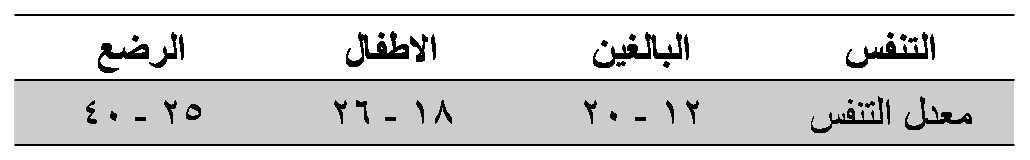 التنفس البالغين الاطفال الرضع
معدل التنفس ١٢ - ٢٠ ١٨ - ٢٦ ٢٥ - ٤٠